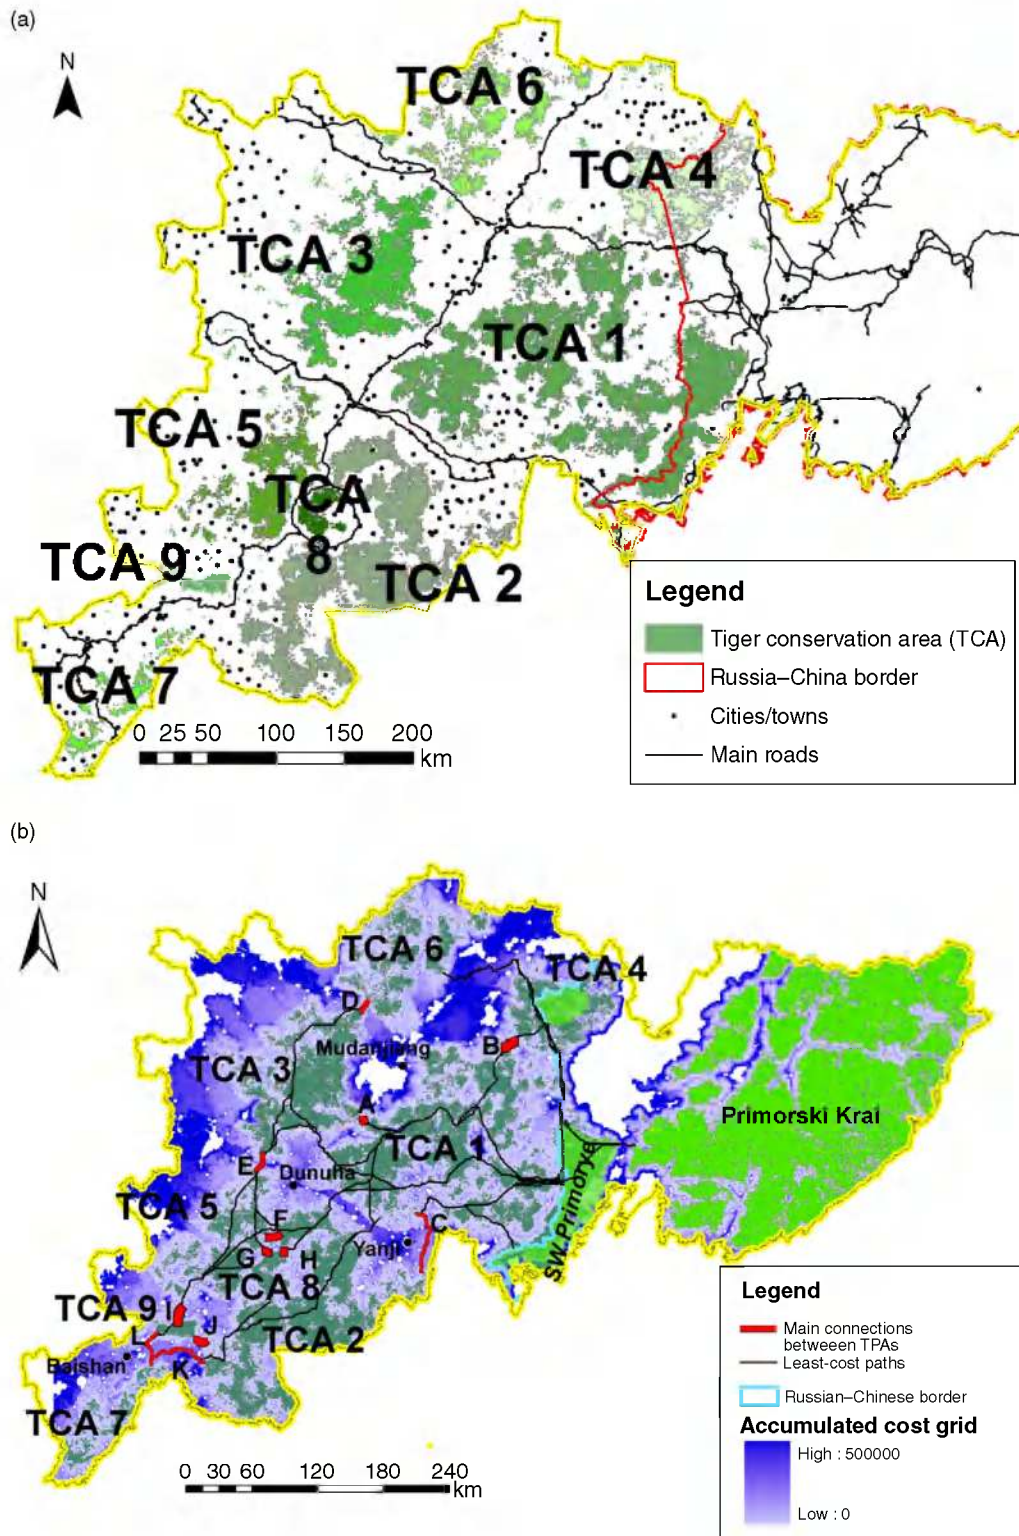 (a)
N
TCA 6
TCA 4
TCA 3
TCA 1
TCA 5
TCA
8
TCA 9
TCA 2
TCA 7
0 25 50 100 150 200
km
Legend
Tiger conservation area (TCA)
Russia–China border
Cities/towns
Main roads
(b)
N
TCA 6
TCA 4
D
Mudanjiang
B
TCA 3
A
Primorski Krai
TCA 1
E
Dunuha
TCA 5
SW Primorye
F
C
Yanji
G
H
TCA 8
TCA 9
I
L
J
TCA 2
Baishan
K
TCA 7
0 30 60 120 180 240
km
Legend
Main connections
betweeen TPAs
Least-cost paths
Russian–Chinese border
Accumulated cost grid
High : 500000
Low : 0